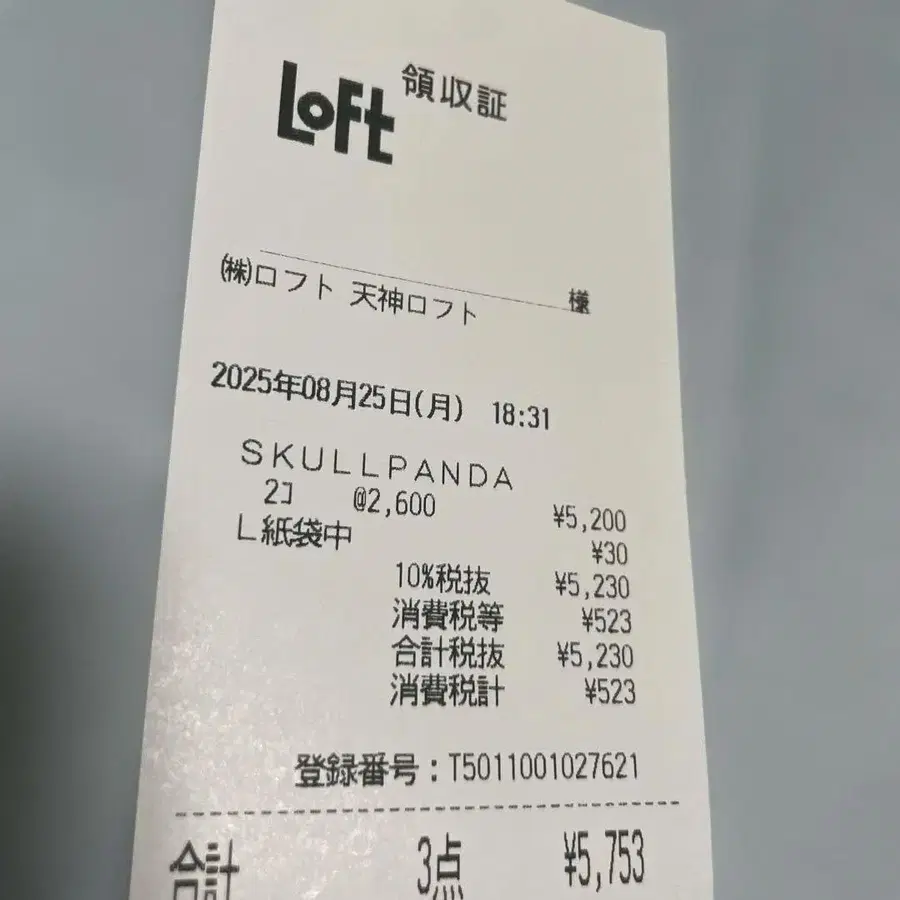 LoFt 領収証
様
㈱ロフト 天神ロフト
2025年08月25日(月) 18:31
SKULLPANDA
2コ @2,600 ¥5,200
L紙袋中 ¥30
10%税抜 ¥5,230
消費税等 ¥523
合計税抜 ¥5,230
消費税計 ¥523
登録番号:T5011001027621
合計 3点 ¥5,753